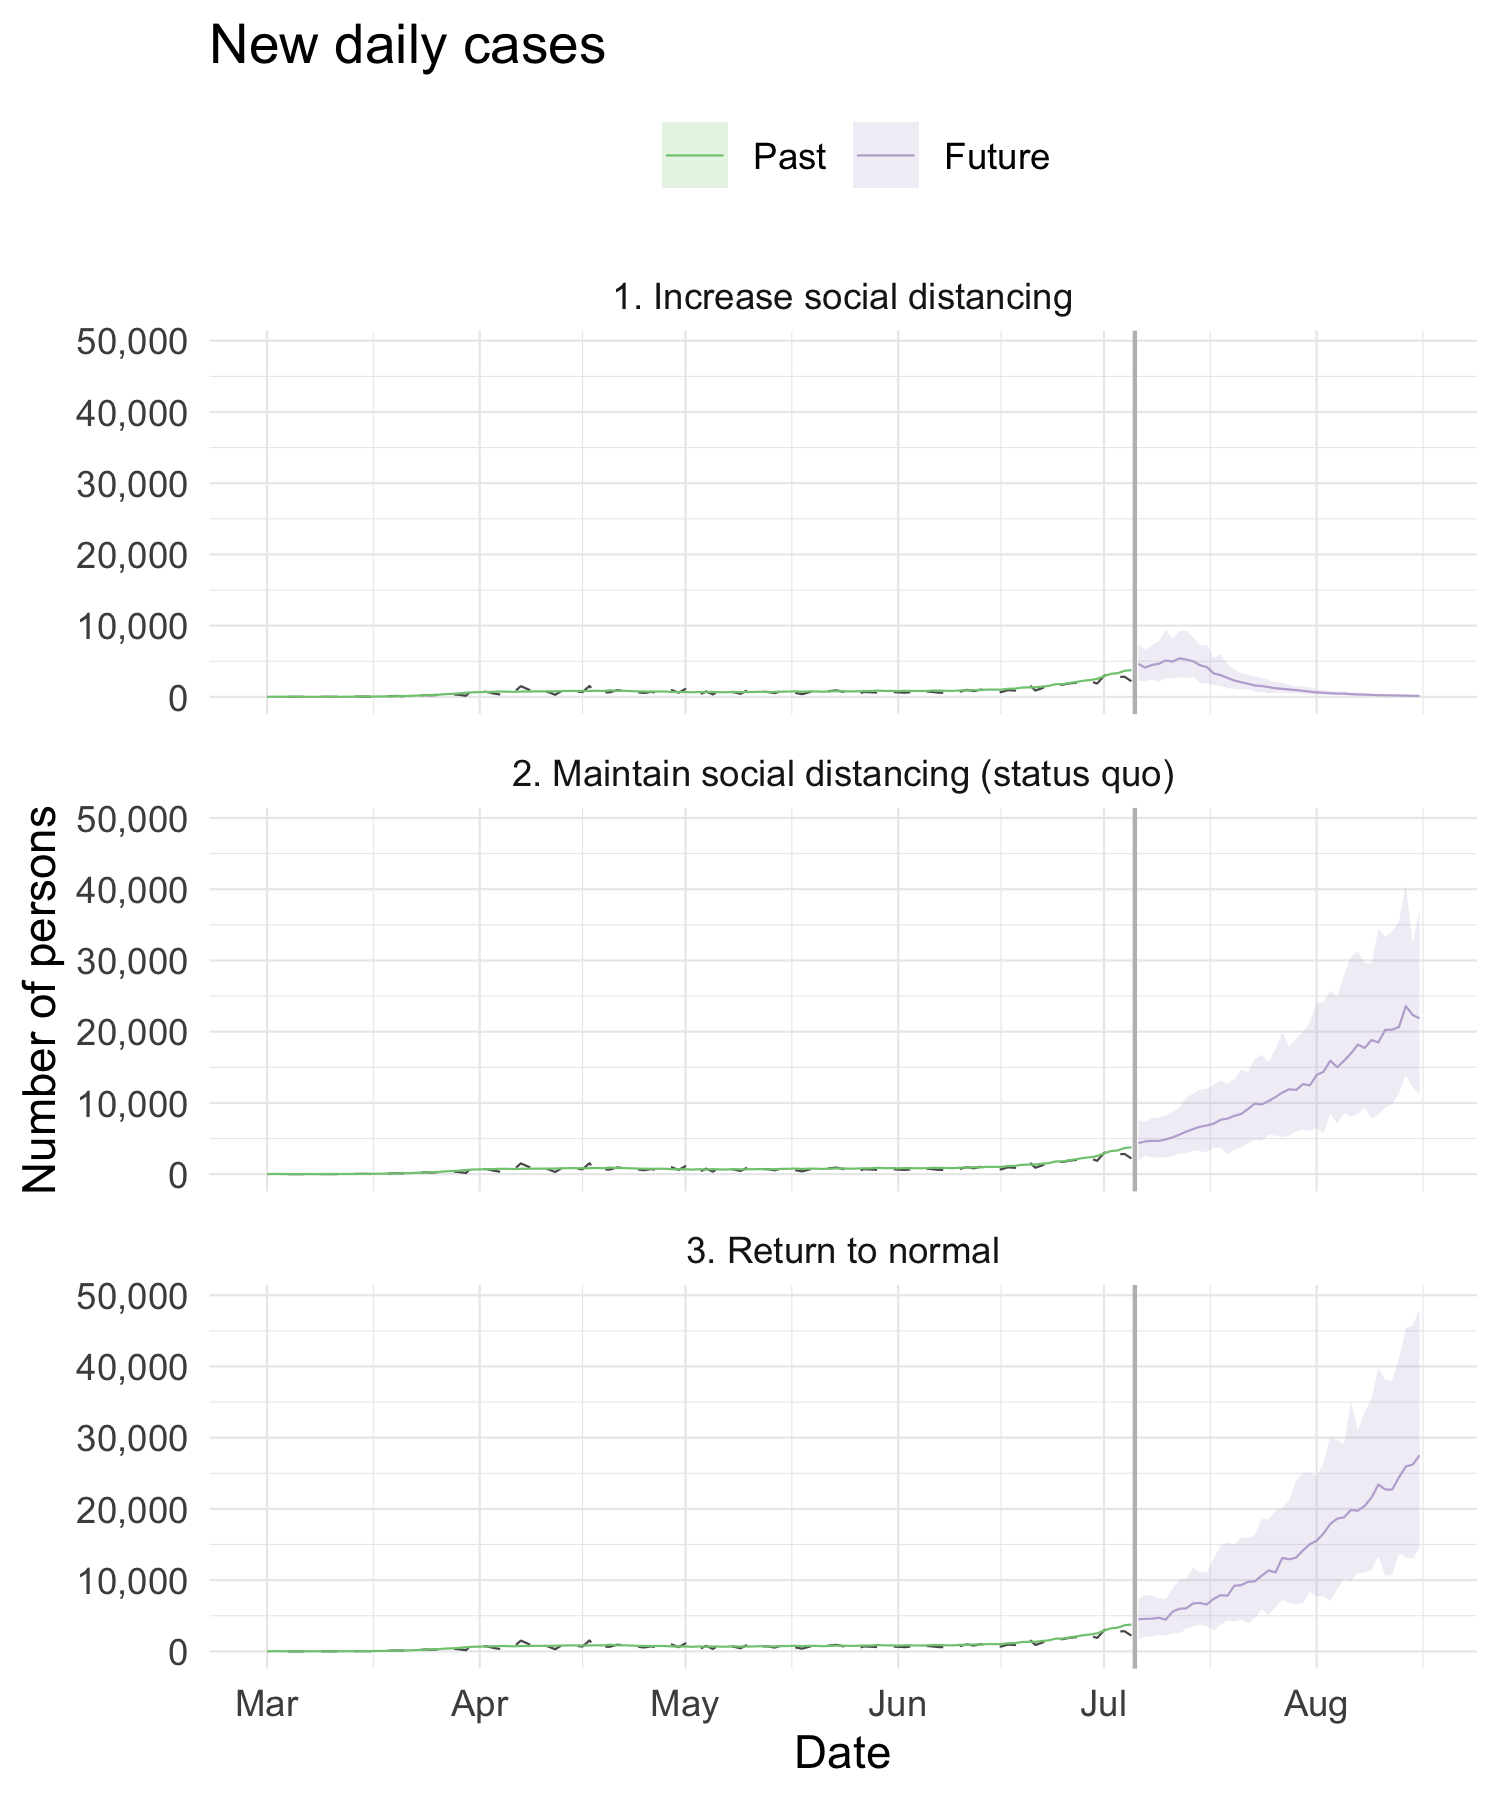 New daily cases
Past Future
1. Increase social distancing
50,000
40,000
30,000
20,000
10,000
0
2. Maintain social distancing (status quo)
50,000
40,000
30,000
20,000
10,000
0
Number of persons
3. Return to normal
50,000
40,000
30,000
20,000
10,000
0
Mar Apr May Jun Jul Aug
Date